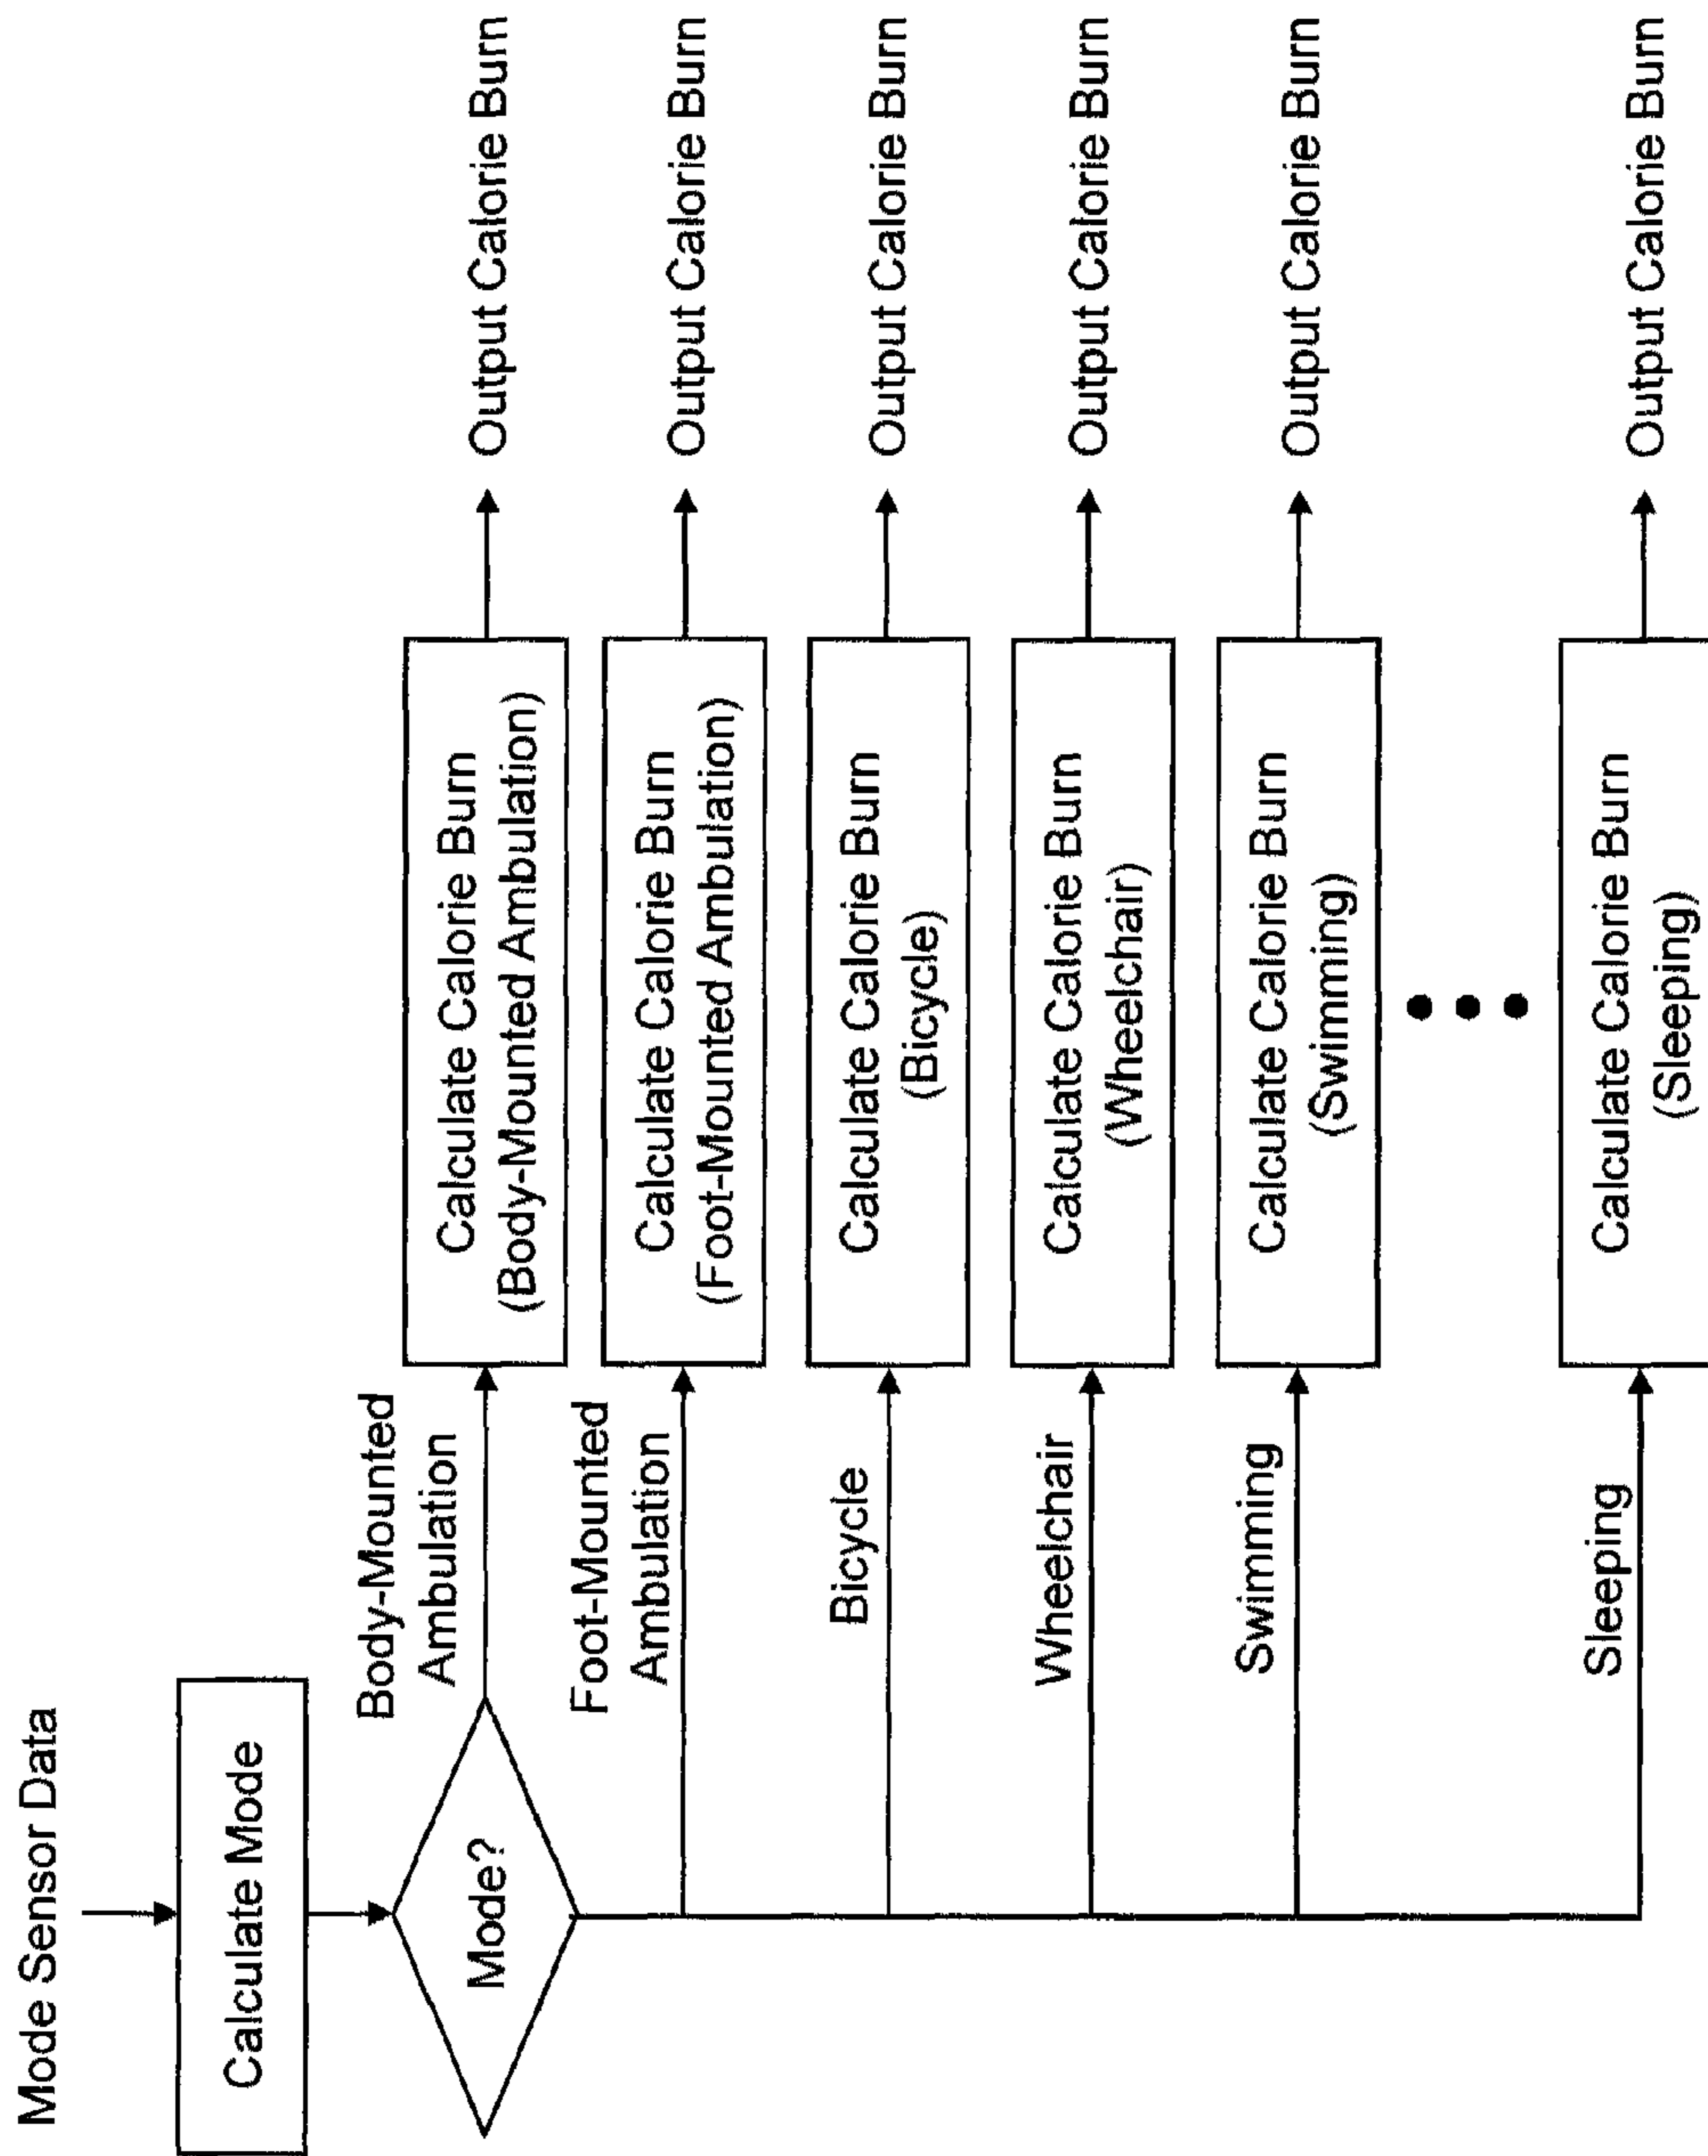 Mode Sensor Data
Calculate Mode
Mode?
Body-Mounted
Ambulation
Calculate Calorie Burn
(Body-Mounted Ambulation)
Output Calorie Burn
Foot-Mounted
Ambulation
Calculate Calorie Burn
(Foot-Mounted Ambulation)
Output Calorie Burn
Bicycle
Calculate Calorie Burn
(Bicycle)
Output Calorie Burn
Wheelchair
Calculate Calorie Burn
(Wheelchair)
Output Calorie Burn
Swimming
Calculate Calorie Burn
(Swimming)
Output Calorie Burn
Sleeping
Calculate Calorie Burn
(Sleeping)
Output Calorie Burn